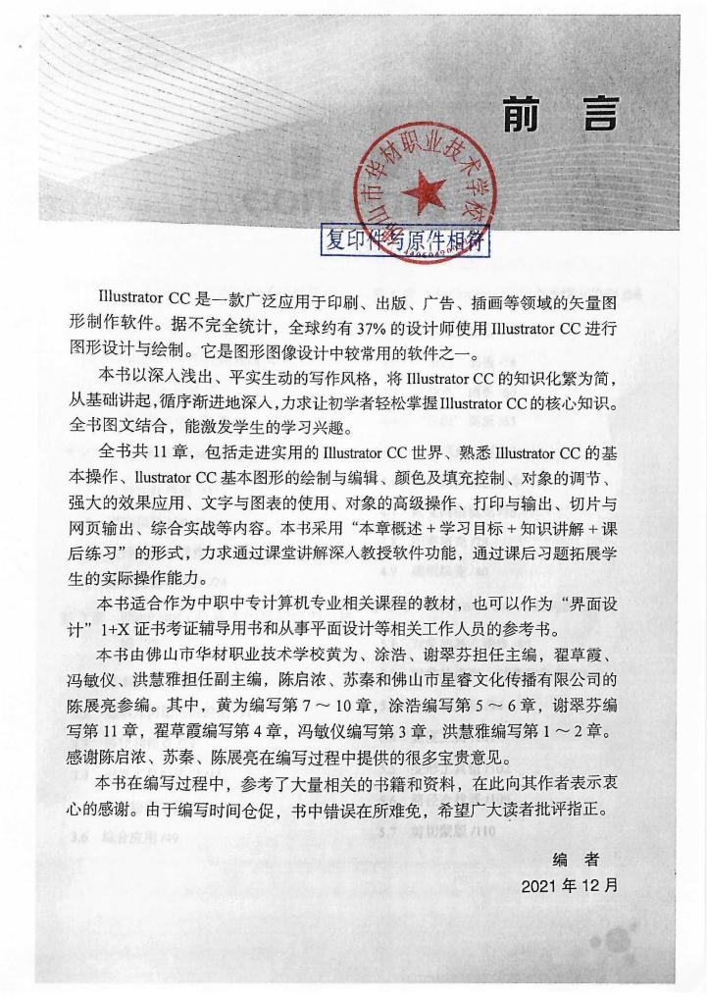 前言
佛山市华材职业技术学校
复印件与原件相符
Illustrator CC 是一款广泛应用于印刷、出版、广告、插画等领域的矢量图
形制作软件。据不完全统计，全球约有 37% 的设计师使用 Illustrator CC 进行
图形设计与绘制。它是图形图像设计中较常用的软件之一。
本书以深入浅出、平实生动的写作风格，将 Illustrator CC 的知识化繁为简，
从基础讲起，循序渐进地深入，力求让初学者轻松掌握 Illustrator CC 的核心知识。
全书图文结合，能激发学生的学习兴趣。
全书共 11 章，包括走进实用的 Illustrator CC 世界、熟悉 Illustrator CC 的基
本操作、llustrator CC 基本图形的绘制与编辑、颜色及填充控制、对象的调节、
强大的效果应用、文字与图表的使用、对象的高级操作、打印与输出、切片与
网页输出、综合实战等内容。本书采用“本章概述 + 学习目标 + 知识讲解 + 课
后练习”的形式，力求通过课堂讲解深入教授软件功能，通过课后习题拓展学
生的实际操作能力。
本书适合作为中职中专计算机专业相关课程的教材，也可以作为“界面设
计”1+X 证书考证辅导用书和从事平面设计等相关工作人员的参考书。
本书由佛山市华材职业技术学校黄为、涂浩、谢翠芬担任主编，翟草霞、
冯敏仪、洪慧雅担任副主编，陈启浓、苏秦和佛山市星睿文化传播有限公司的
陈展亮参编。其中，黄为编写第 7 ～ 10 章，涂浩编写第 5 ～ 6 章，谢翠芬编
写第 11 章，翟草霞编写第 4 章，冯敏仪编写第 3 章，洪慧雅编写第 1 ～ 2 章。
感谢陈启浓、苏秦、陈展亮在编写过程中提供的很多宝贵意见。
本书在编写过程中，参考了大量相关的书籍和资料，在此向其作者表示衷
心的感谢。由于编写时间仓促，书中错误在所难免，希望广大读者批评指正。
3.6 综合应用 /49
5.7 剪切蒙版 /110
编 者
2021 年 12 月